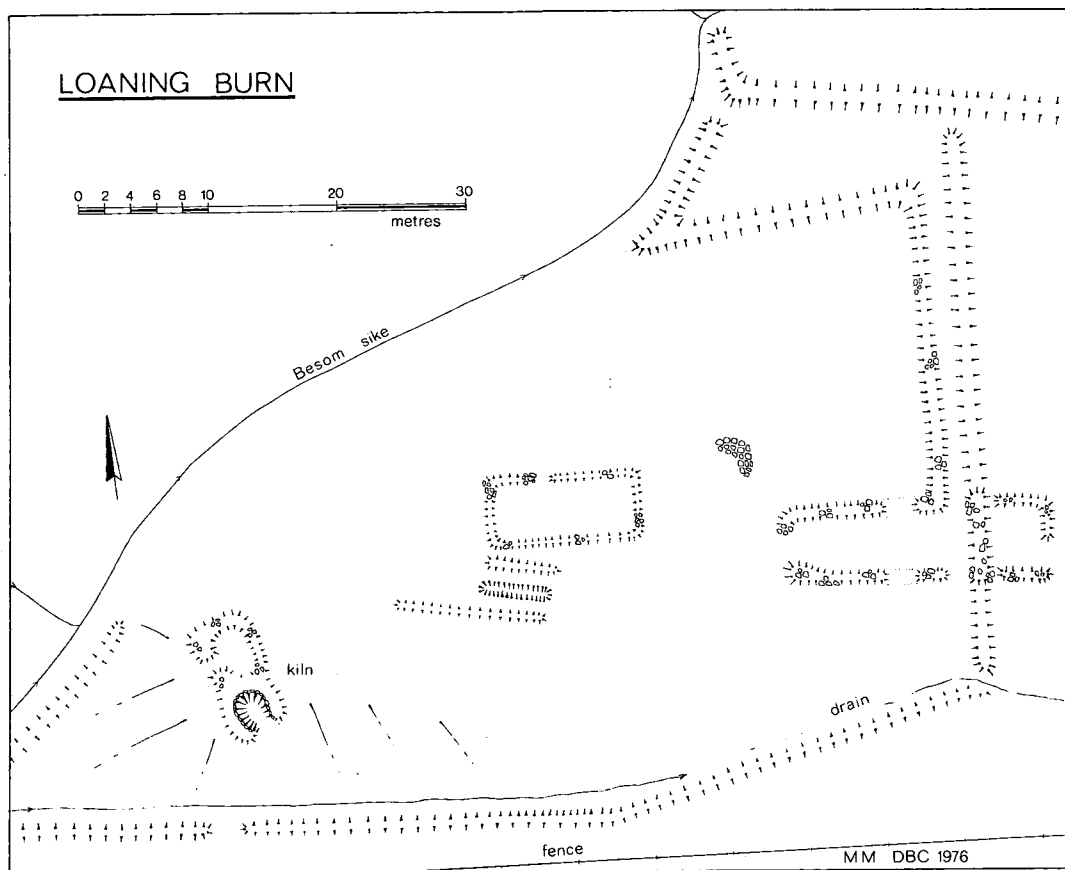 LOANING BURN
0 2 4 6 8 10 20 30
metres
Besom sike
kiln
drain
fence
MM DBC 1976